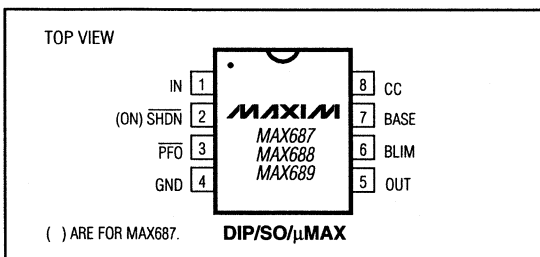 TOP VIEW
IN 1
(ON) SHDN 2
PFO 3
GND 4
MAXIM
MAX687
MAX688
MAX689
8 CC
7 BASE
6 BLIM
5 OUT
( ) ARE FOR MAX687.
DIP/SO/μMAX